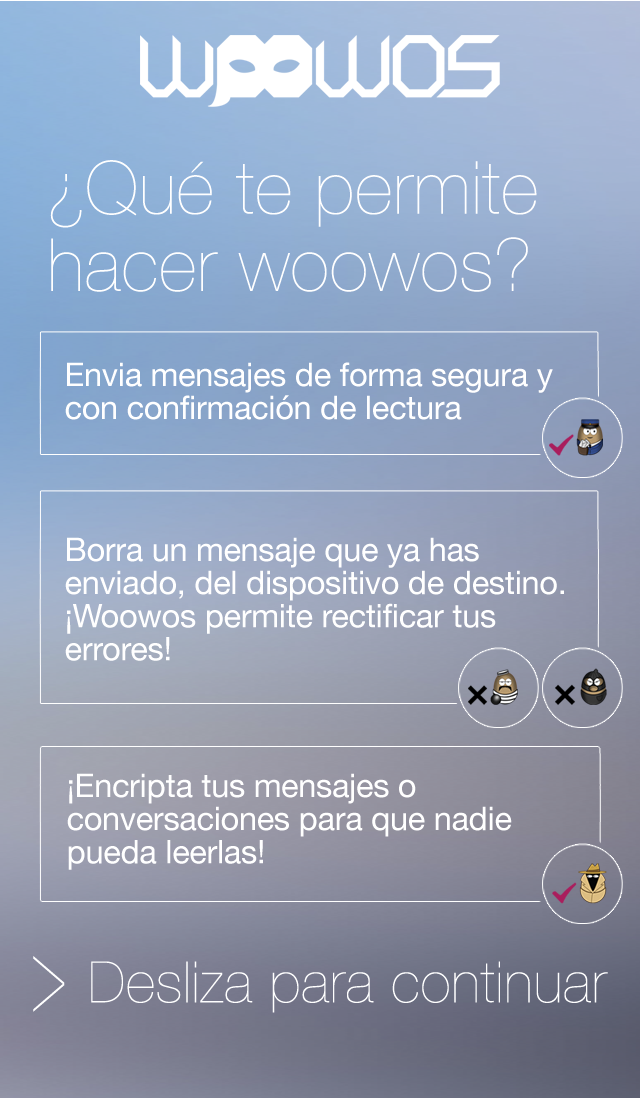 woowos
¿Qué te permite
hacer woowos?
Envia mensajes de forma segura y
con confirmación de lectura
Borra un mensaje que ya has
enviado, del dispositivo de destino.
¡Woowos permite rectificar tus
errores!
¡Encripta tus mensajes o
conversaciones para que nadie
pueda leerlas!
> Desliza para continuar